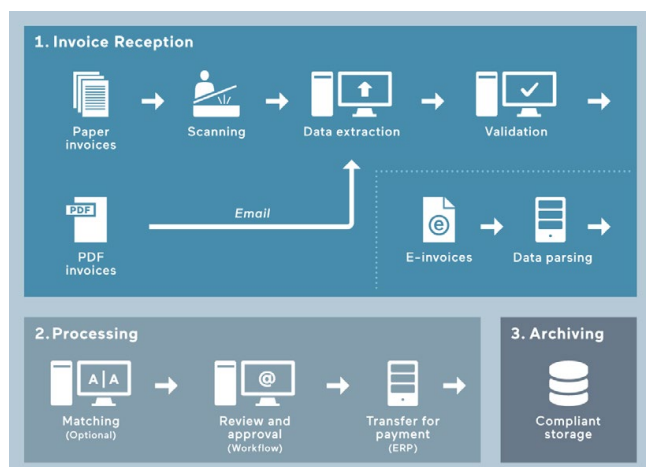 1. Invoice Reception
Paper
invoices
Scanning
Data extraction
Validation
PDF
PDF
invoices
Email
e
E-invoices
Data parsing
2. Processing
A|A
Matching
(Optional)
@
Review and
approval
(Workflow)
Transfer for
payment
(ERP)
3. Archiving
Compliant
storage